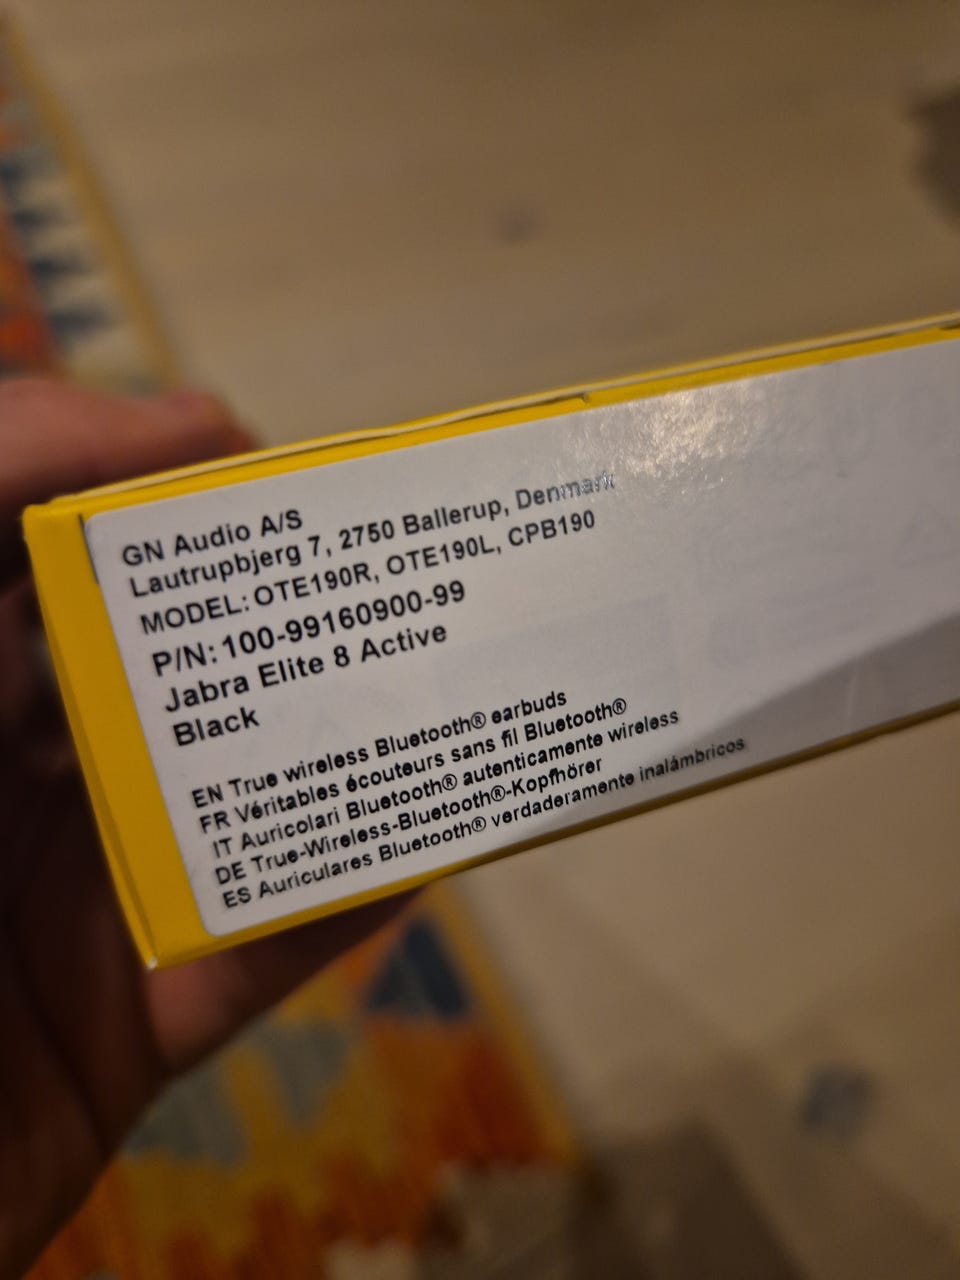 GN Audio A/S
Lautrupbjerg 7, 2750 Ballerup, Denmark
MODEL: OTE190R, OTE190L, CPB190
P/N: 100-99160900-99
Jabra Elite 8 Active
Black
EN True wireless Bluetooth® earbuds
FR Véritables écouteurs sans fil Bluetooth®
IT Auricolari Bluetooth® autenticamente wireless
DE True-Wireless-Bluetooth®-Kopfhörer
ES Auriculares Bluetooth® verdaderamente inalámbricos